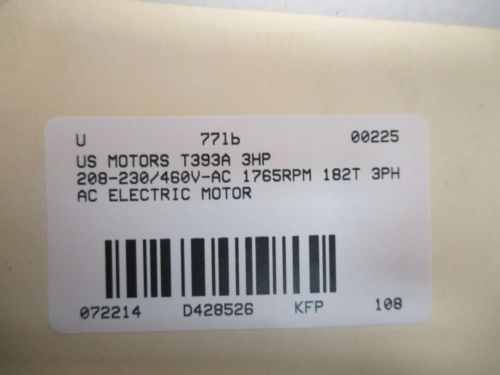 U 77lb 00225
US MOTORS T393A 3HP
208-230/460V-AC 1765RPM 182T 3PH
AC ELECTRIC MOTOR
072214 D428526 KFP 108